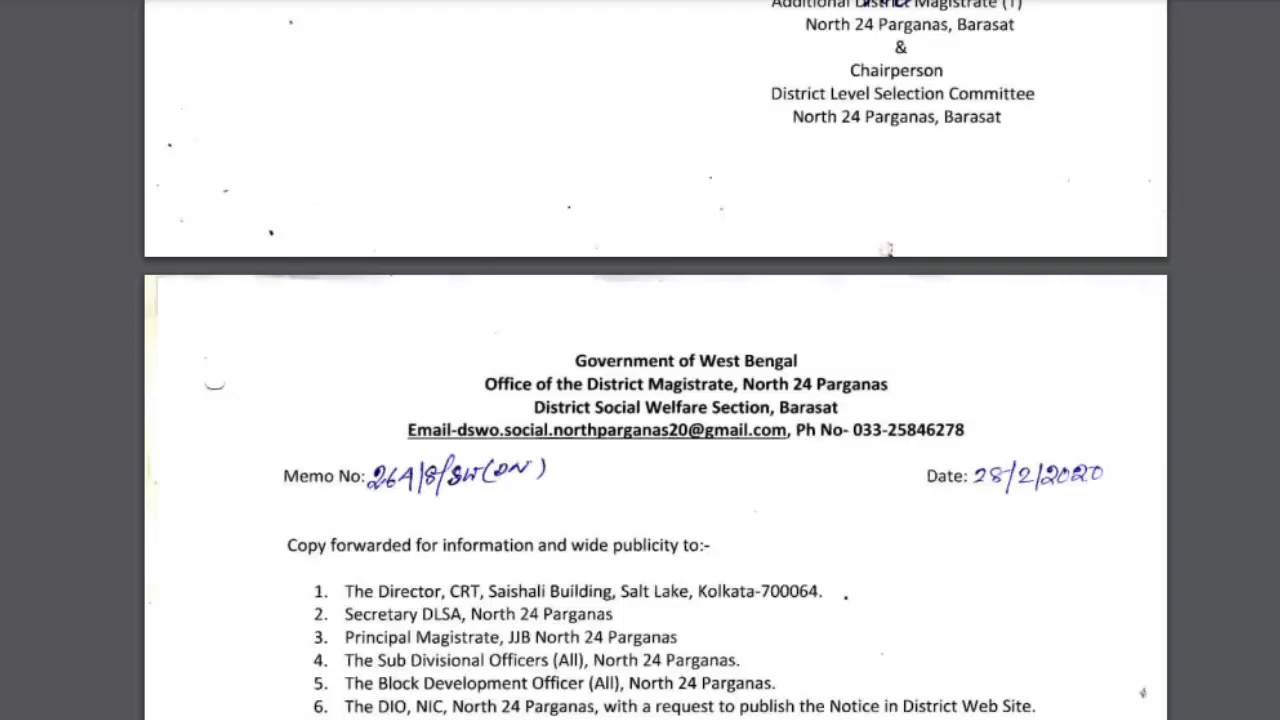 Additional District Magistrate (T)
North 24 Parganas, Barasat
&
Chairperson
District Level Selection Committee
North 24 Parganas, Barasat
Government of West Bengal
Office of the District Magistrate, North 24 Parganas
District Social Welfare Section, Barasat
Email-dswo.social.northparganas20@gmail.com, Ph No- 033-25846278
Memo No: 264/8/SW(DN) Date: 28/2/2020
Copy forwarded for information and wide publicity to:-
1. The Director, CRT, Saishali Building, Salt Lake, Kolkata-700064.
2. Secretary DLSA, North 24 Parganas
3. Principal Magistrate, JJB North 24 Parganas
4. The Sub Divisional Officers (All), North 24 Parganas.
5. The Block Development Officer (All), North 24 Parganas.
6. The DIO, NIC, North 24 Parganas, with a request to publish the Notice in District Web Site.